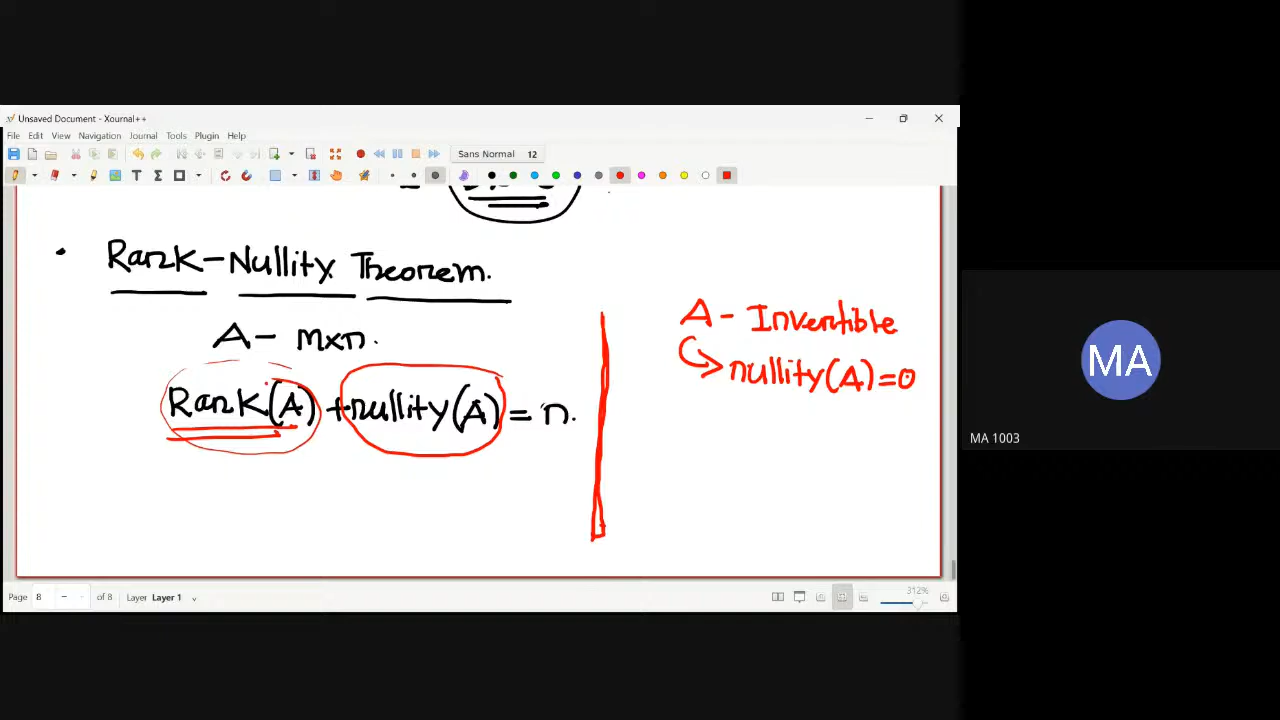 Unsaved Document - Xournal++
File Edit View Navigation Journal Tools Plugin Help
Sans Normal 12
• Rank-Nullity Theorem.
A - mxn.
Rank(A) + nullity(A) = n.
A - Invertible
nullity(A) = 0
MA
MA 1003
Page 8 of 8 Layer Layer 1
312%